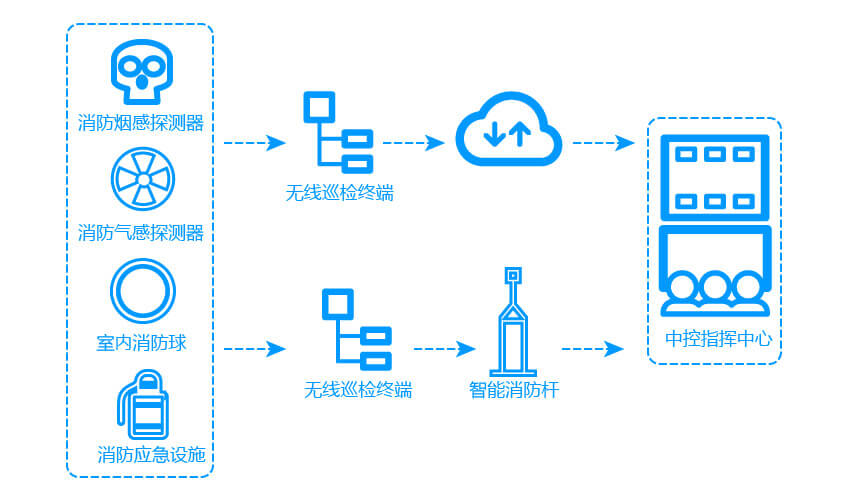 消防烟感探测器
消防气感探测器
室内消防球
消防应急设施
无线巡检终端
无线巡检终端
智能消防杆
中控指挥中心